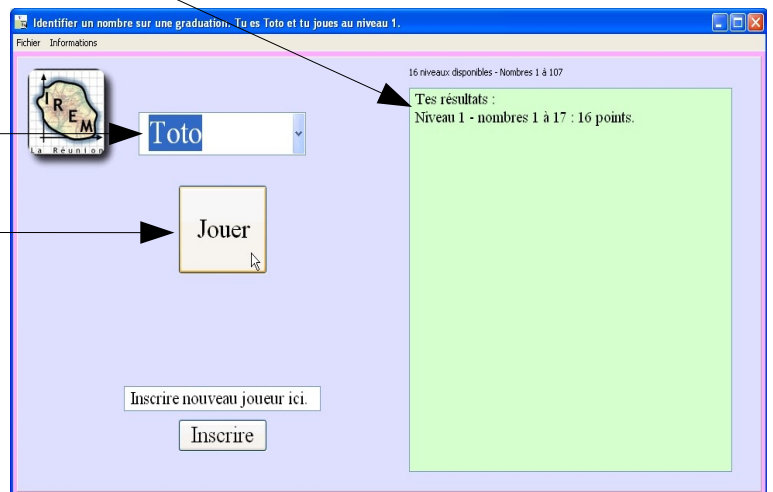 Identifier un nombre sur une graduation. Tu es Toto et tu joues au niveau 1.
Fichier Informations
16 niveaux disponibles - Nombres 1 à 107
IREM
La Réunion
Toto
Tes résultats :
Niveau 1 - nombres 1 à 17 : 16 points.
Jouer
Inscrire nouveau joueur ici.
Inscrire